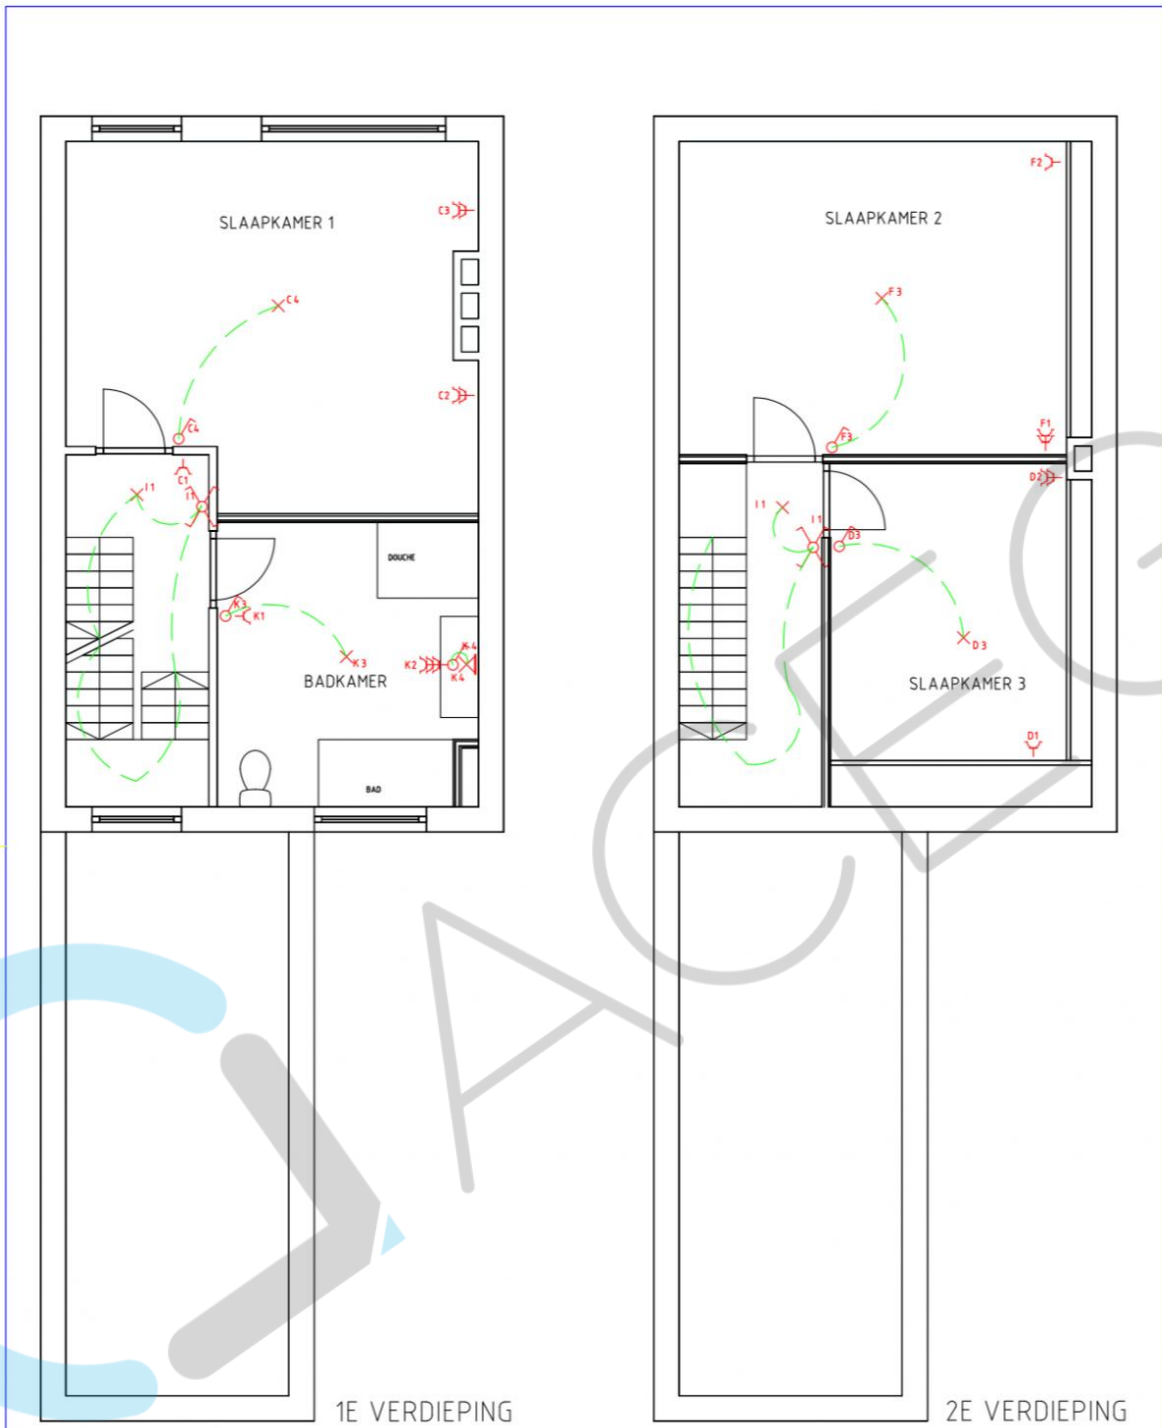 SLAAPKAMER 1
C3
C4
C2
C4
C1
I1
I1
DOUCHE
K3
K1
K3
K4
K2
K4
BADKAMER
BAD
1E VERDIEPING
F2
SLAAPKAMER 2
F3
F1
F3
D2
I1
I1
D3
D3
SLAAPKAMER 3
D1
2E VERDIEPING
ACEG